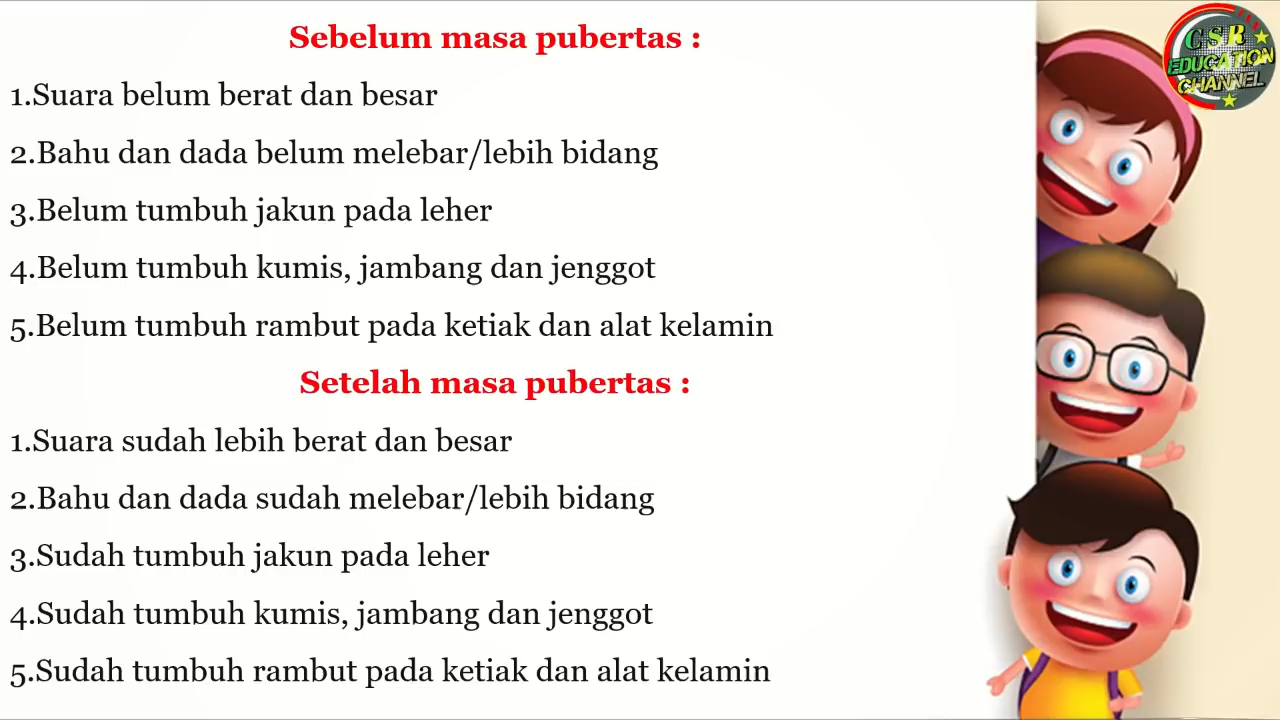 Sebelum masa pubertas :
1.Suara belum berat dan besar
2.Bahu dan dada belum melebar/lebih bidang
3.Belum tumbuh jakun pada leher
4.Belum tumbuh kumis, jambang dan jenggot
5.Belum tumbuh rambut pada ketiak dan alat kelamin
Setelah masa pubertas :
1.Suara sudah lebih berat dan besar
2.Bahu dan dada sudah melebar/lebih bidang
3.Sudah tumbuh jakun pada leher
4.Sudah tumbuh kumis, jambang dan jenggot
5.Sudah tumbuh rambut pada ketiak dan alat kelamin
CSR
EDUCATION
CHANNEL